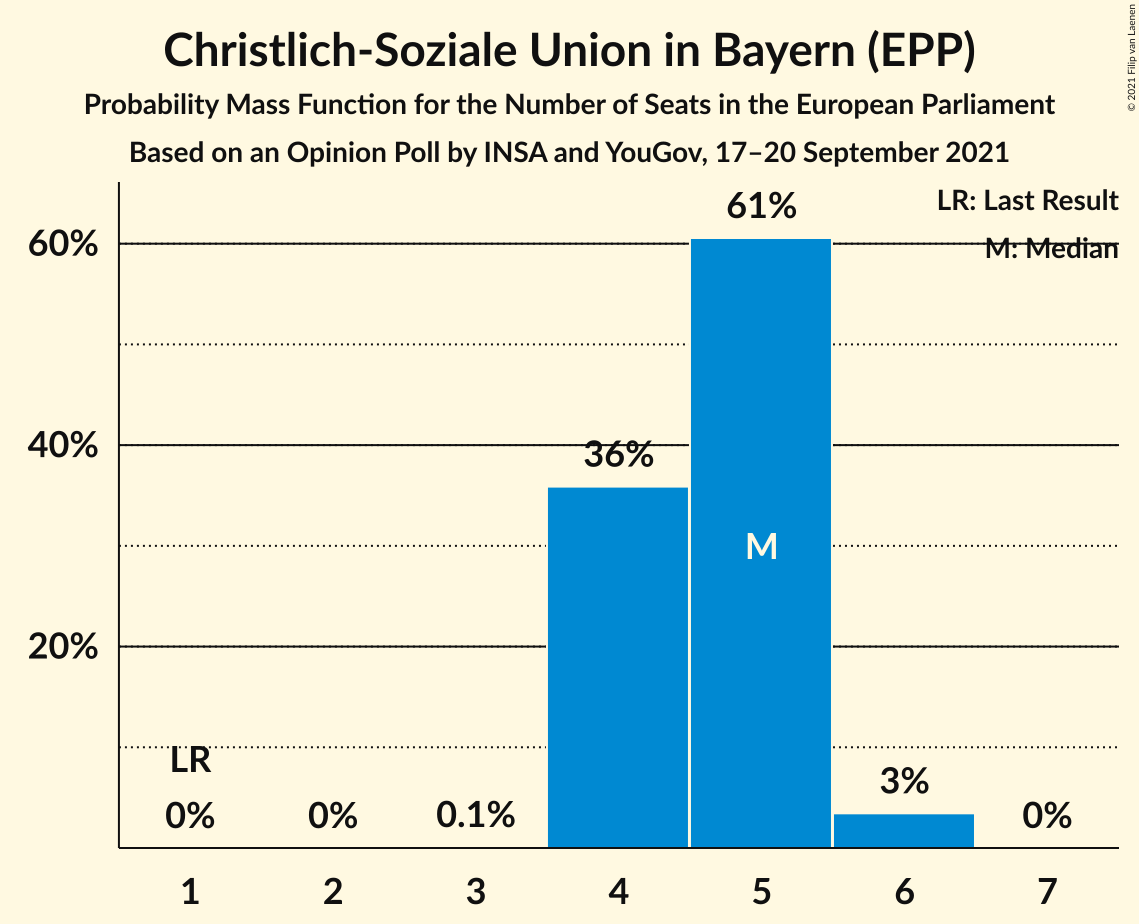 Christlich-Soziale Union in Bayern (EPP)
Probability Mass Function for the Number of Seats in the European Parliament
Based on an Opinion Poll by INSA and YouGov, 17–20 September 2021
© 2021 Filip van Laenen
LR: Last Result
M: Median
61%
60%
40%
36%
M
20%
LR
0% 0% 0.1% 3% 0%
1 2 3 4 5 6 7